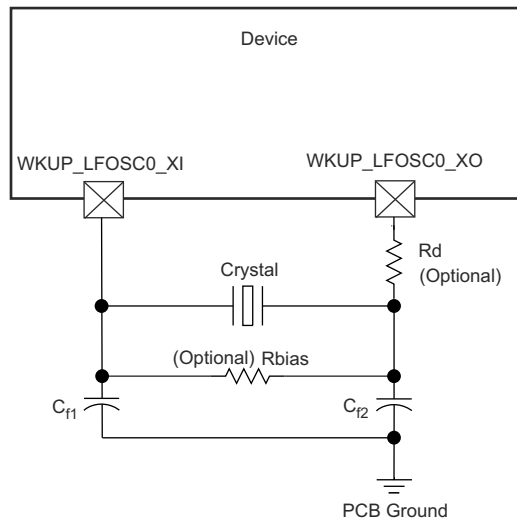 Device
WKUP_LFOSC0_XI
WKUP_LFOSC0_XO
Rd
(Optional)
Crystal
(Optional) Rbias
Cf1
Cf2
PCB Ground